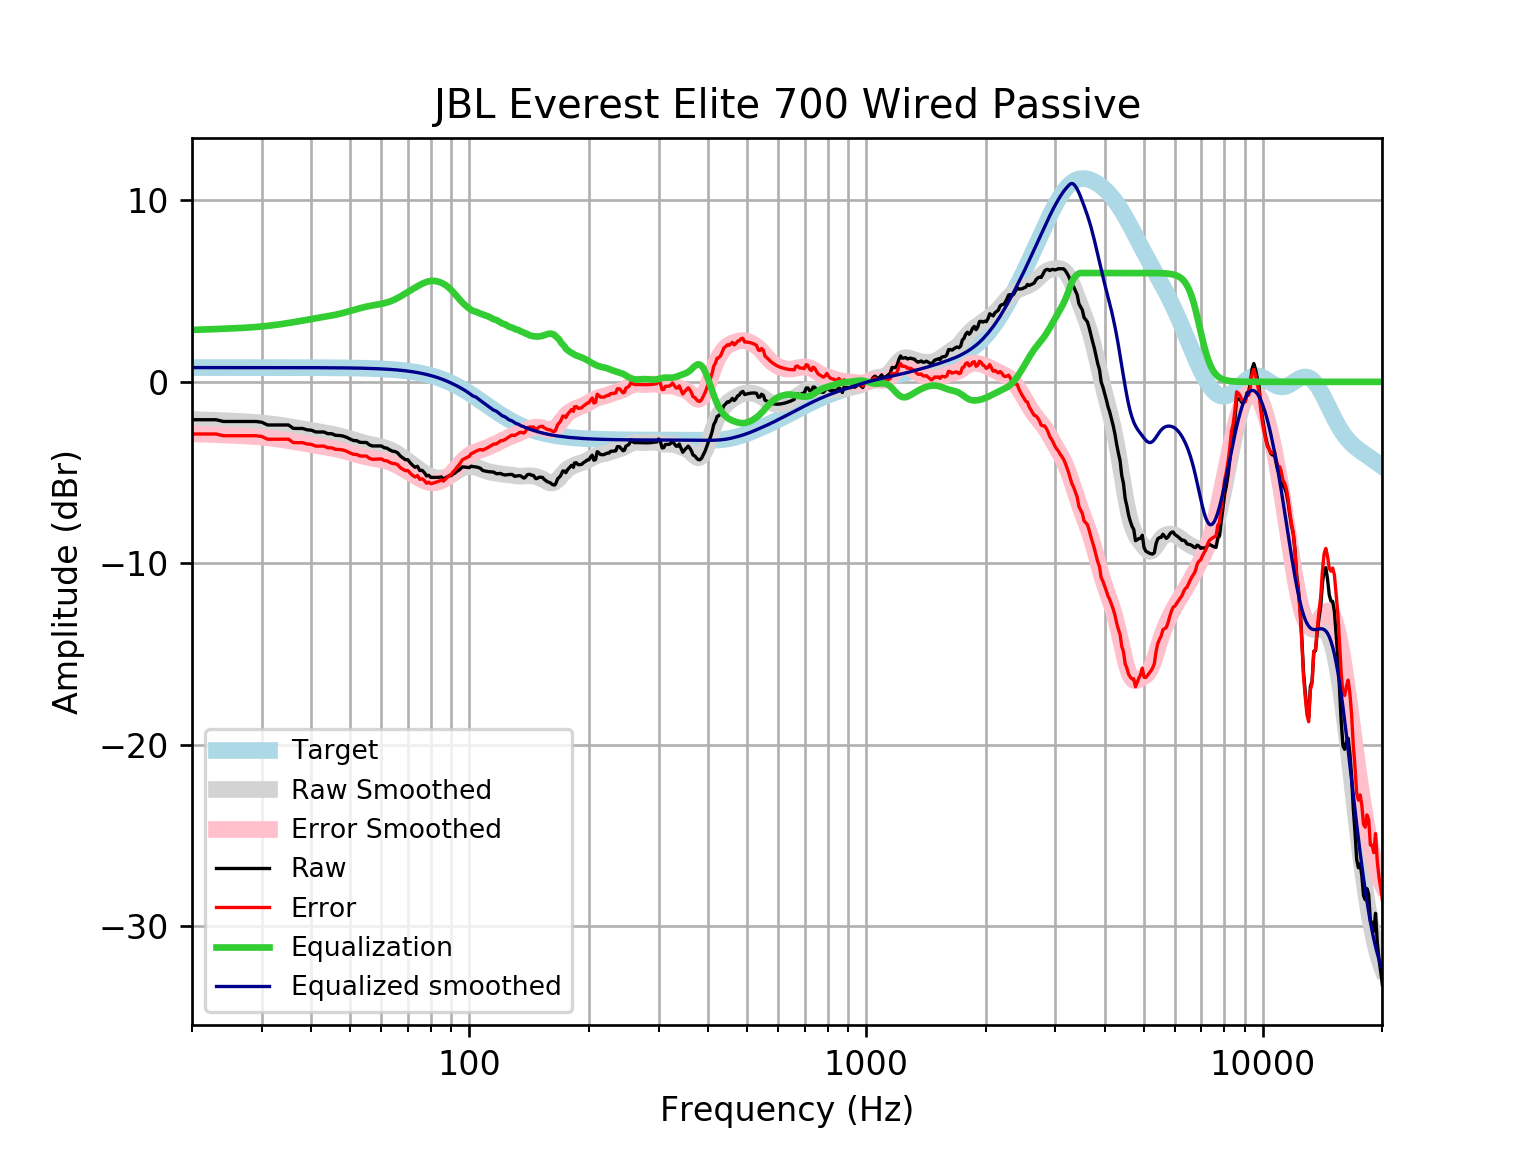 JBL Everest Elite 700 Wired Passive
10
0
−10
−20
−30
Amplitude (dBr)
Target
Raw Smoothed
Error Smoothed
Raw
Error
Equalization
Equalized smoothed
100
1000
10000
Frequency (Hz)